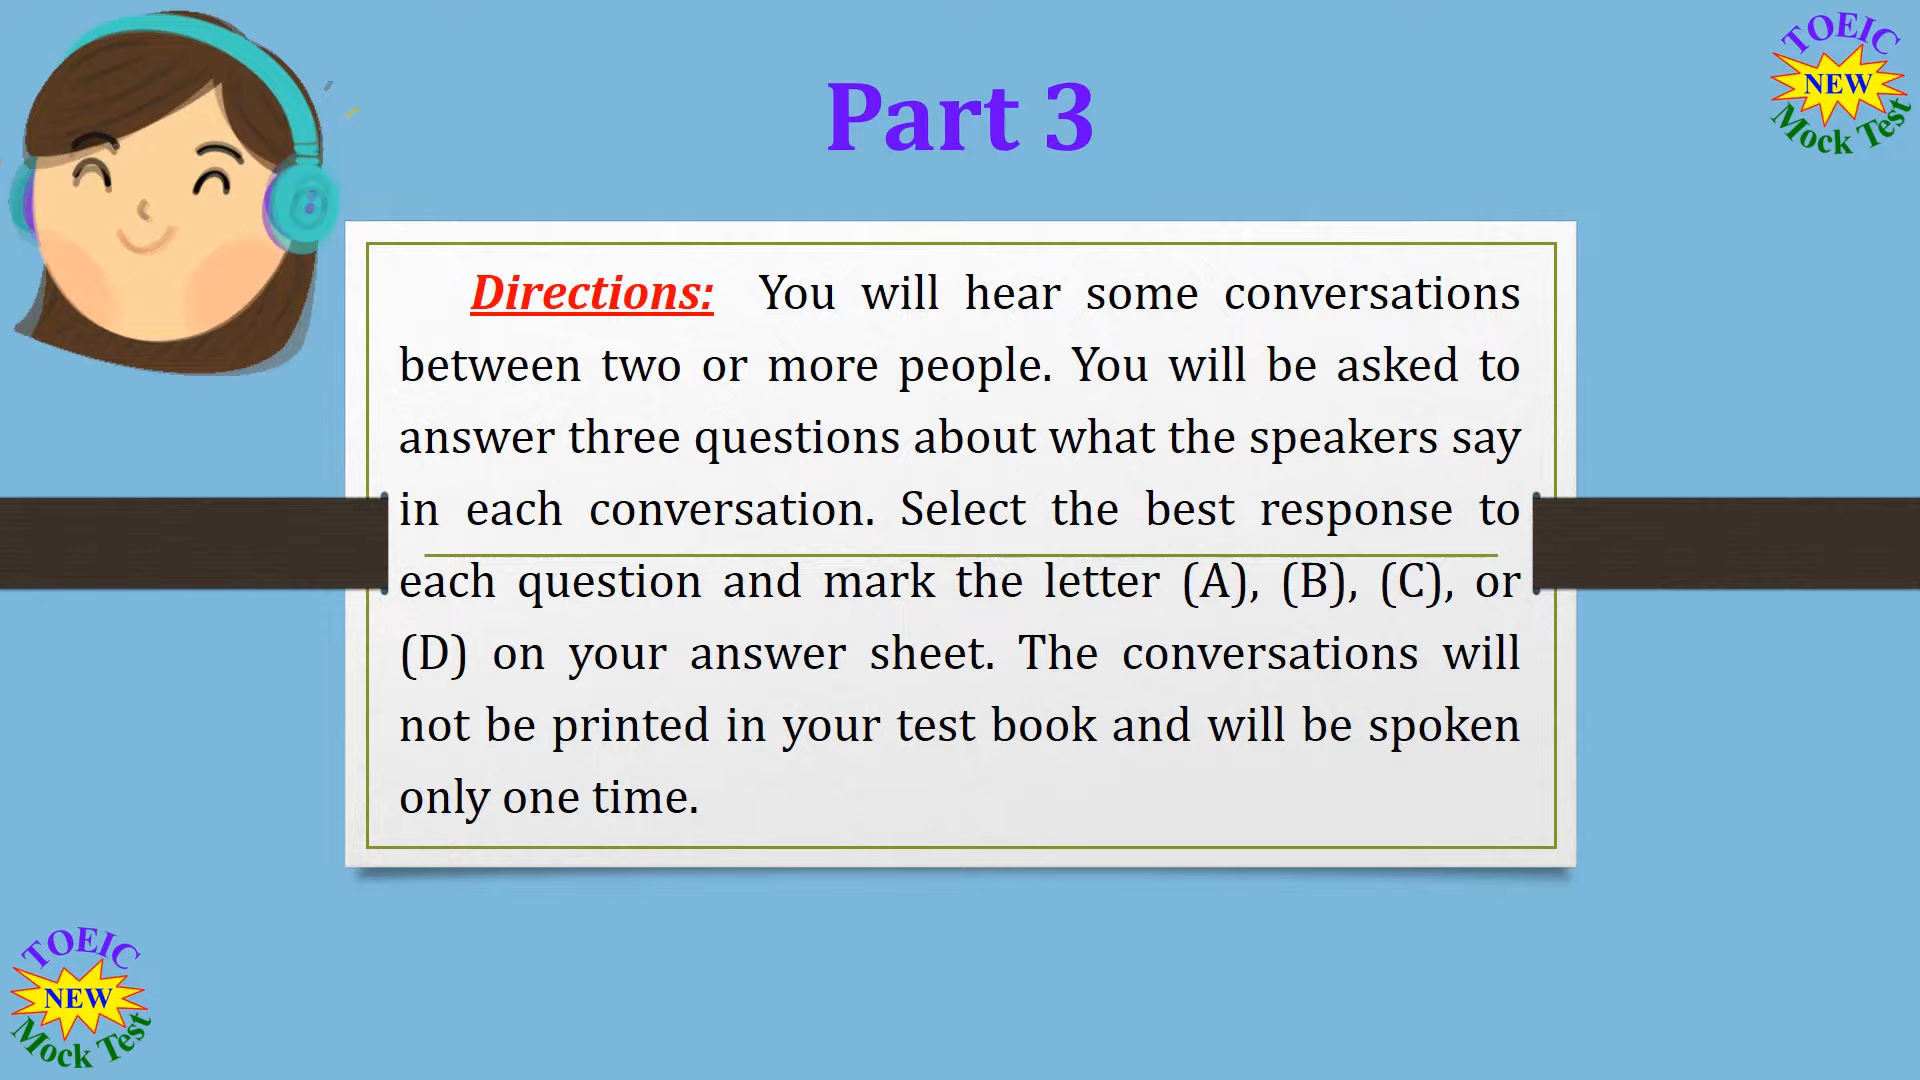 TOEIC
NEW
Mock Test
Part 3
Directions: You will hear some conversations
between two or more people. You will be asked to
answer three questions about what the speakers say
in each conversation. Select the best response to
each question and mark the letter (A), (B), (C), or
(D) on your answer sheet. The conversations will
not be printed in your test book and will be spoken
only one time.
TOEIC
NEW
Mock Test